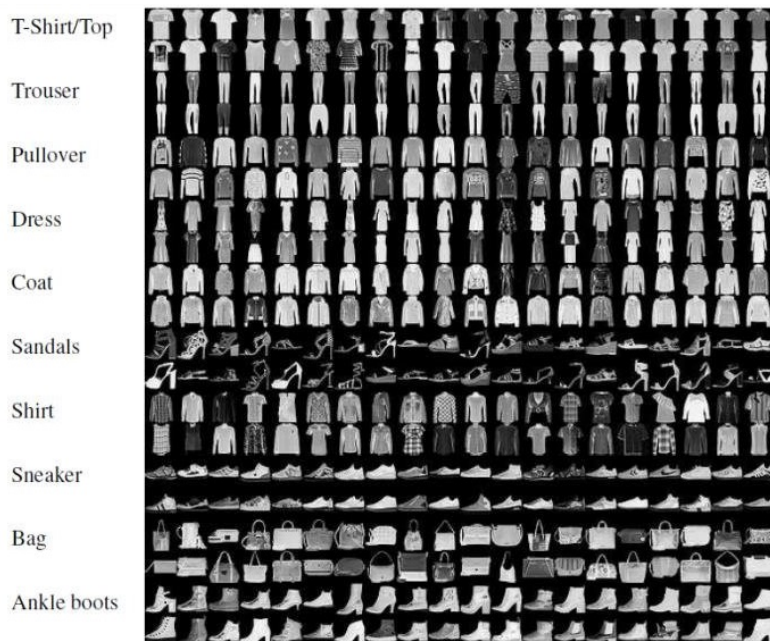 T-Shirt/Top
Trouser
Pullover
Dress
Coat
Sandals
Shirt
Sneaker
Bag
Ankle boots